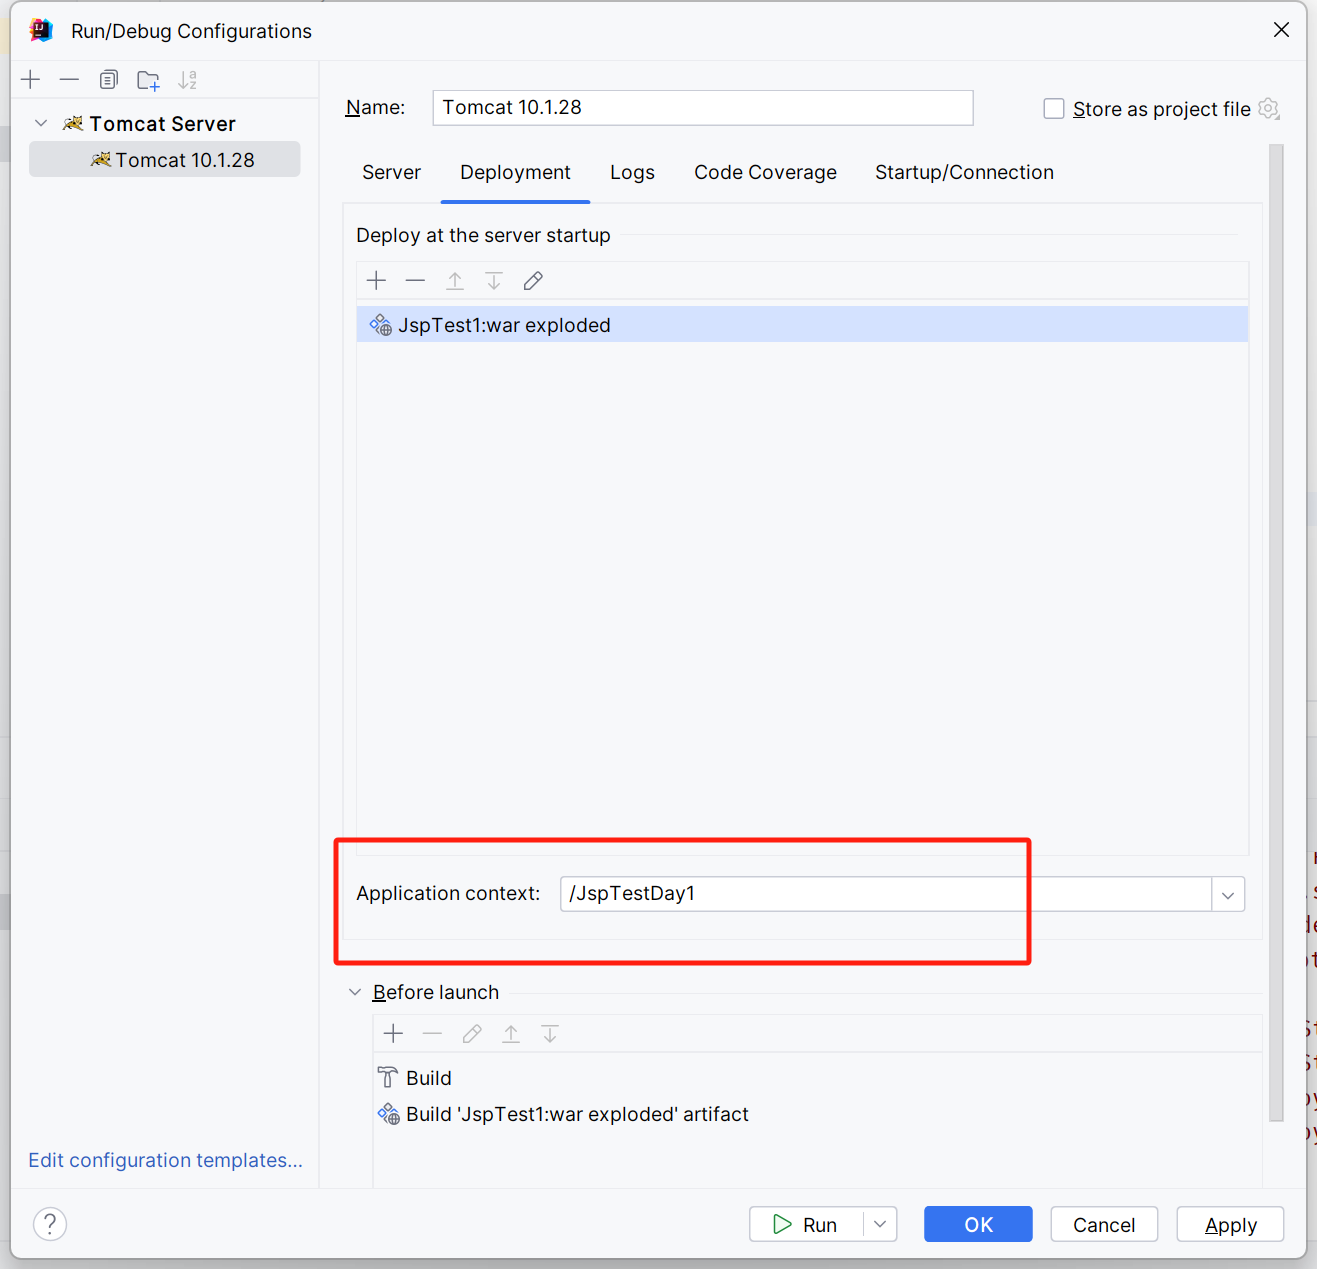 Run/Debug Configurations
Tomcat Server
Tomcat 10.1.28
Name: Tomcat 10.1.28
Store as project file
Server Deployment Logs Code Coverage Startup/Connection
Deploy at the server startup
JspTest1:war exploded
Application context: /JspTestDay1
Before launch
Build
Build 'JspTest1:war exploded' artifact
Edit configuration templates...
? Run OK Cancel Apply